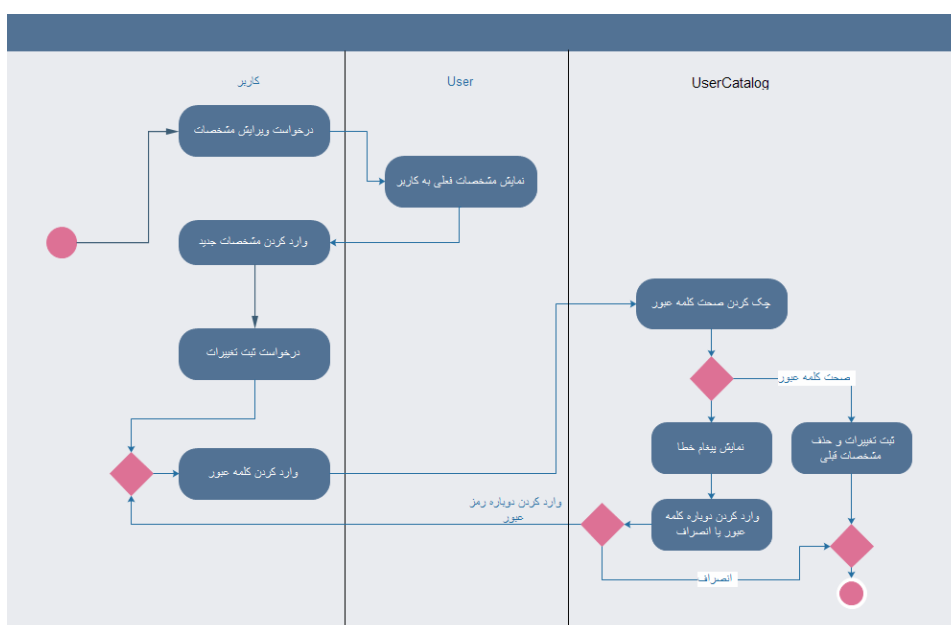 کاربر
User
UserCatalog
درخواست ویرایش مشخصات
نمایش مشخصات فعلی به کاربر
وارد کردن مشخصات جدید
چک کردن صحت کلمه عبور
درخواست ثبت تغییرات
صحت کلمه عبور
نمایش پیغام خطا
ثبت تغییرات و حذف
مشخصات قبلی
وارد کردن کلمه عبور
وارد کردن دوباره رمز
عبور
وارد کردن دوباره کلمه
عبور یا انصراف
انصراف